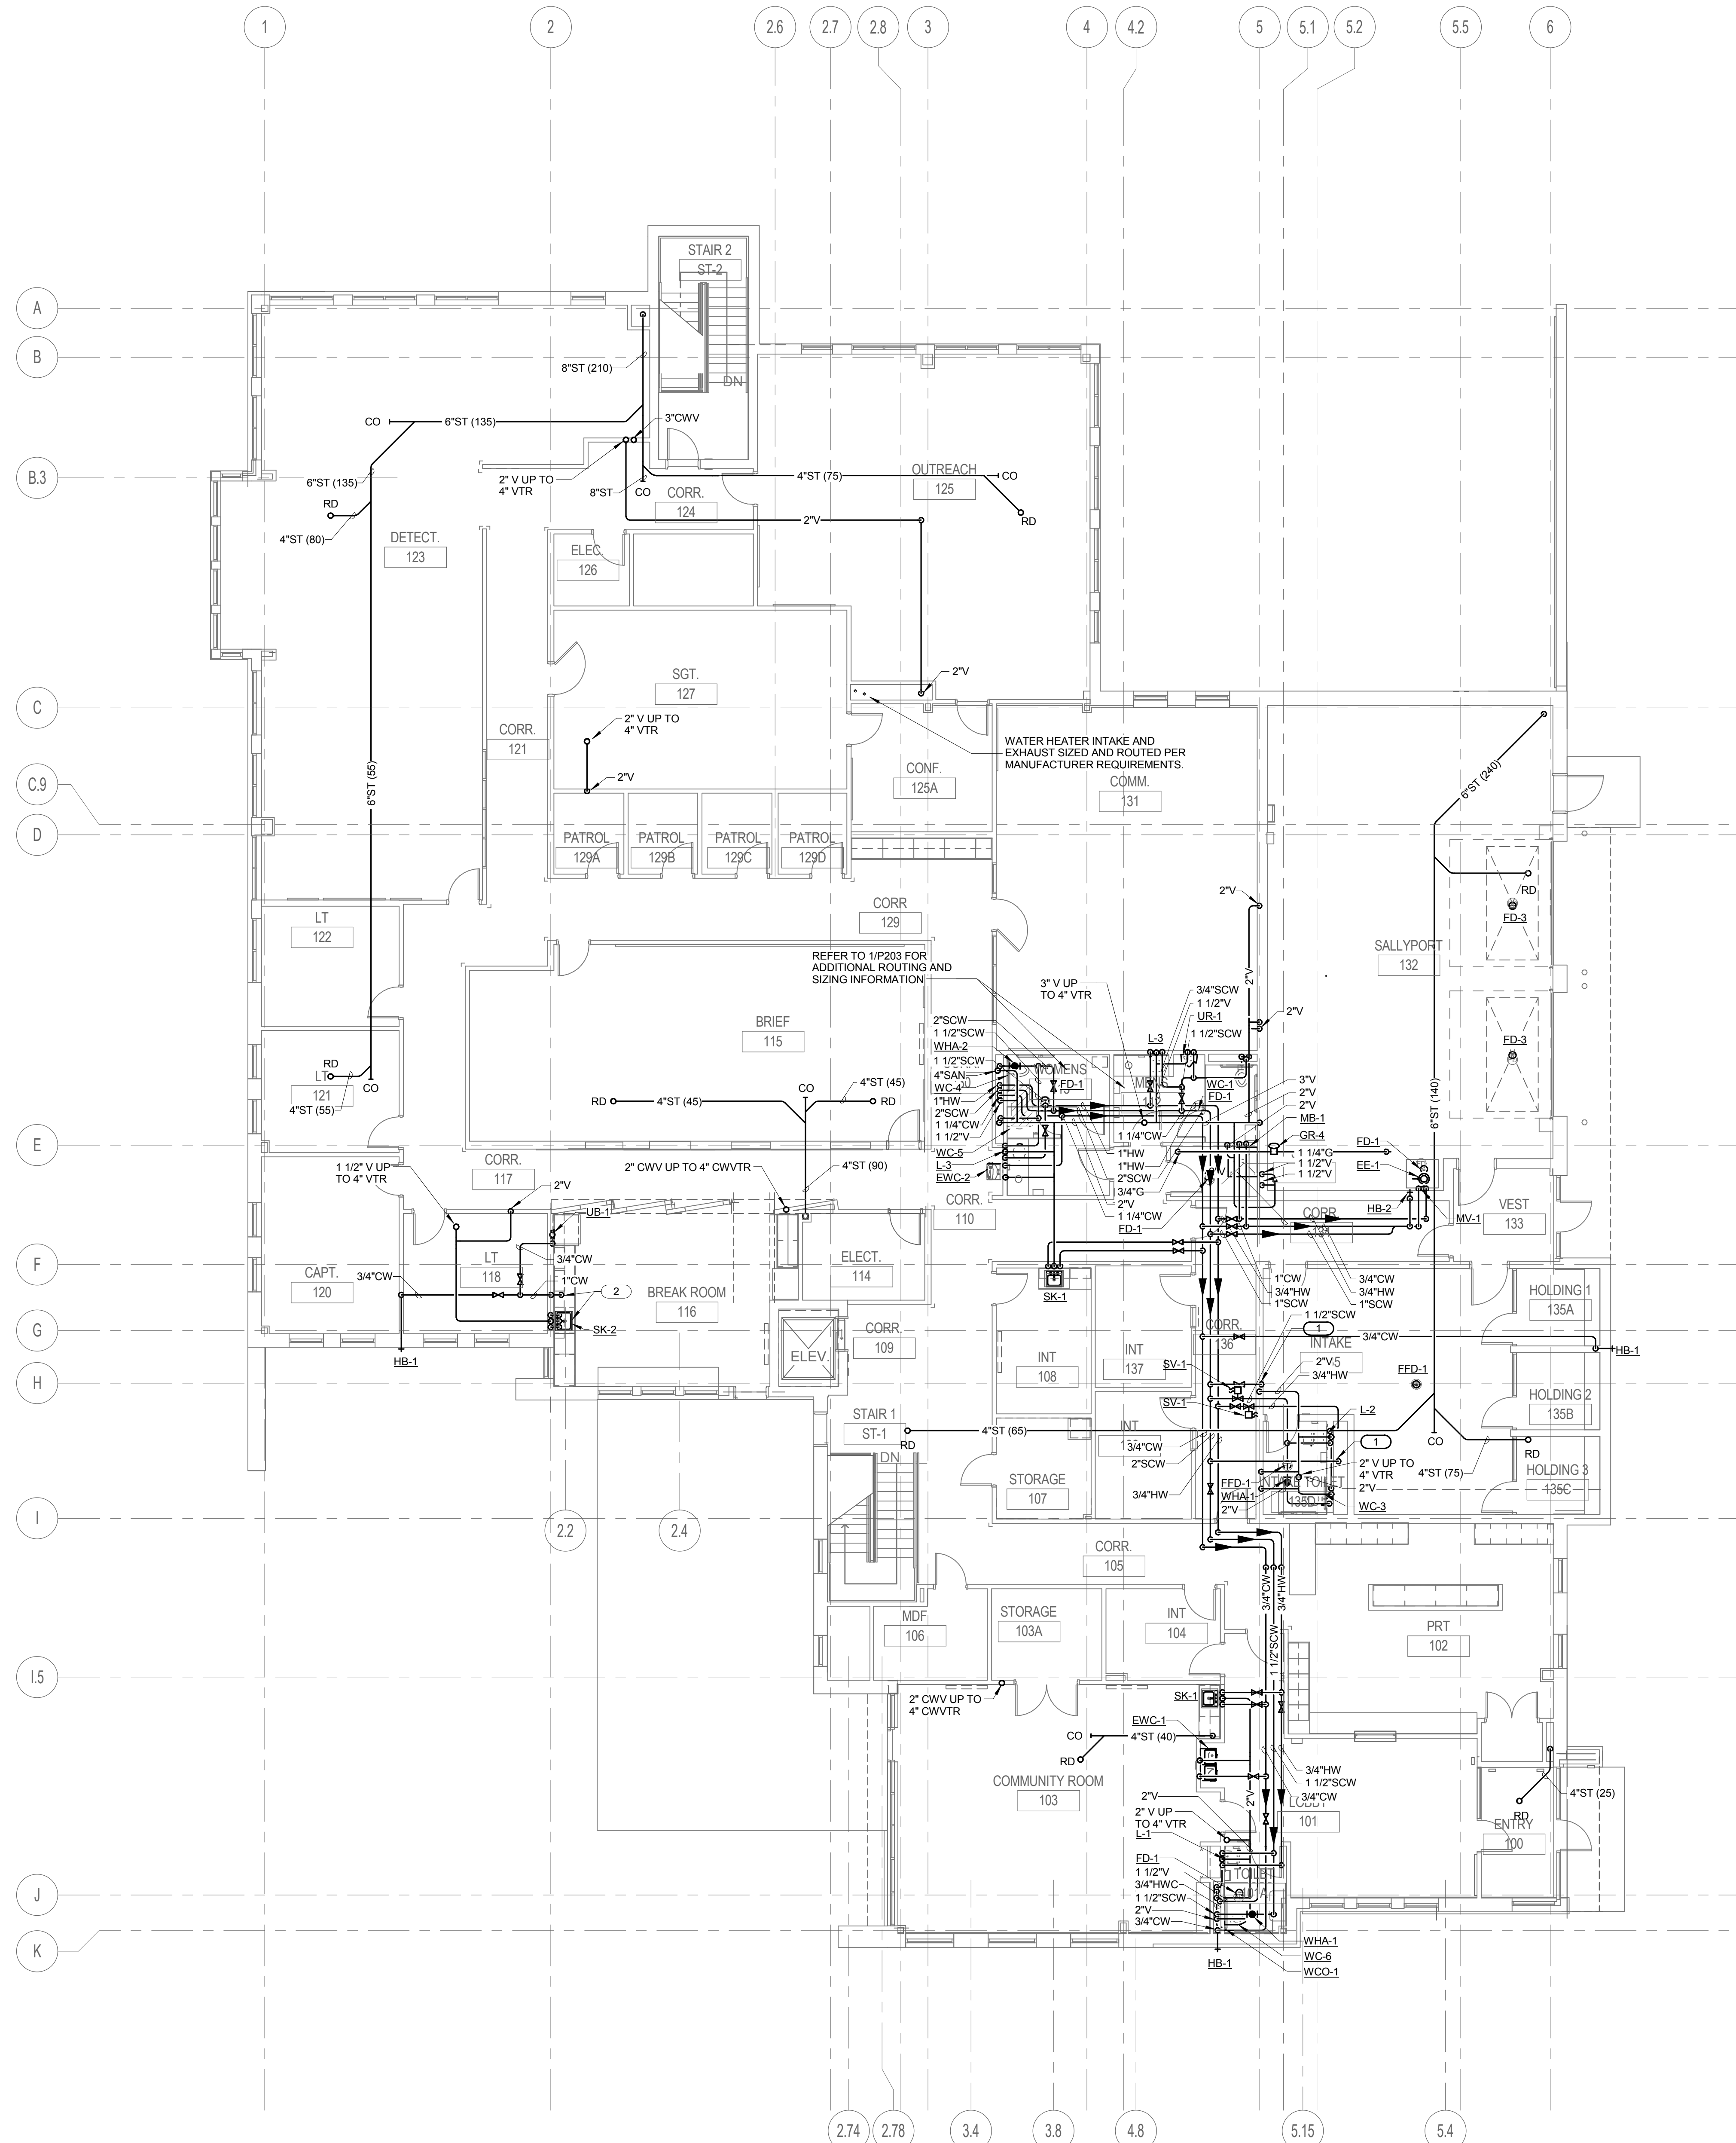 1
2
2.6
2.7
2.8
3
4
4.2
5
5.1
5.2
5.5
6
A
B
B.3
C
C.9
D
E
F
G
H
I
I.5
J
K
STAIR 2
ST-2
DN
8"ST (210)
CO
6"ST (135)
3"CWV
6"ST (135)
2" V UP TO
4" VTR
8"ST
CO
CORR.
124
4"ST (75)
OUTREACH
125
CO
RD
RD
4"ST (80)
DETECT.
123
2"V
ELEC.
126
SGT.
127
2"V
2" V UP TO
4" VTR
CORR.
121
2"V
6"ST (55)
WATER HEATER INTAKE AND
EXHAUST SIZED AND ROUTED PER
MANUFACTURER REQUIREMENTS.
CONF.
125A
COMM.
131
6"ST (240)
PATROL
129A
PATROL
129B
PATROL
129C
PATROL
129D
LT
122
CORR
129
2"V
RD
FD-3
SALLYPORT
132
REFER TO 1/P203 FOR
ADDITIONAL ROUTING AND
SIZING INFORMATION
3" V UP
TO 4" VTR
3/4"SCW
1 1/2"V
UR-1
1 1/2"SCW
2"V
2"V
BRIEF
115
2"SCW
1 1/2"SCW
WHA-2
1 1/2"SCW
4"SAN
WC-4
1"HW
2"SCW
1 1/4"CW
1 1/2"V
WC-5
L-3
EWC-2
L-3
FD-3
WOMENS
FD-1
MENS
WC-1
FD-1
3"V
2"V
2"V
MB-1
GR-4
RD
LT
121
4"ST (55)
CO
CO
RD
4"ST (45)
4"ST (45)
RD
6"ST (140)
1 1/4"CW
1"HW
1"HW
2"SCW
3/4"G
2"V
1 1/4"CW
FD-1
2"V
1 1/4"G
1 1/2"V
1 1/2"V
FD-1
EE-1
HB-2
MV-1
VEST
133
CORR.
CORR.
117
1 1/2" V UP
TO 4" VTR
2"V
2" CWV UP TO 4" CWVTR
4"ST (90)
CORR.
110
UB-1
3/4"CW
LT
118
3/4"CW
1"CW
2
CAPT.
120
BREAK ROOM
116
ELECT.
114
SK-2
HB-1
SK-1
1"CW
3/4"HW
1"SCW
3/4"CW
3/4"HW
1"SCW
HOLDING 1
135A
1 1/2"SCW
1
CORR.
136
INTAKE
3/4"CW
HB-1
ELEV.
CORR.
109
INT
108
INT
137
SV-1
2"V
3/4"HW
FFD-1
SV-1
L-2
HOLDING 2
135B
STAIR 1
ST-1
DN
RD
4"ST (65)
INT
3/4"CW
2"SCW
1
CO
RD
STORAGE
107
3/4"HW
FFD-1
WHA-1
2"V
INTAKE TOILET
135D
2" V UP TO
4" VTR
2"V
4"ST (75)
WC-3
HOLDING 3
135C
2.2
2.4
CORR.
105
3/4"CW
3/4"HW
1 1/2"SCW
MDF
106
STORAGE
103A
INT
104
PRT
102
2" CWV UP TO
4" CWVTR
SK-1
EWC-1
CO
4"ST (40)
RD
COMMUNITY ROOM
103
3/4"HW
1 1/2"SCW
3/4"CW
LOBBY
101
4"ST (25)
RD
ENTRY
100
2"V
2"V
2" V UP
TO 4" VTR
L-1
FD-1
1 1/2"V
3/4"HWC
1 1/2"SCW
2"V
3/4"CW
TOILET
HB-1
WHA-1
WC-6
WCO-1
2.74
2.78
3.4
3.8
4.8
5.15
5.4